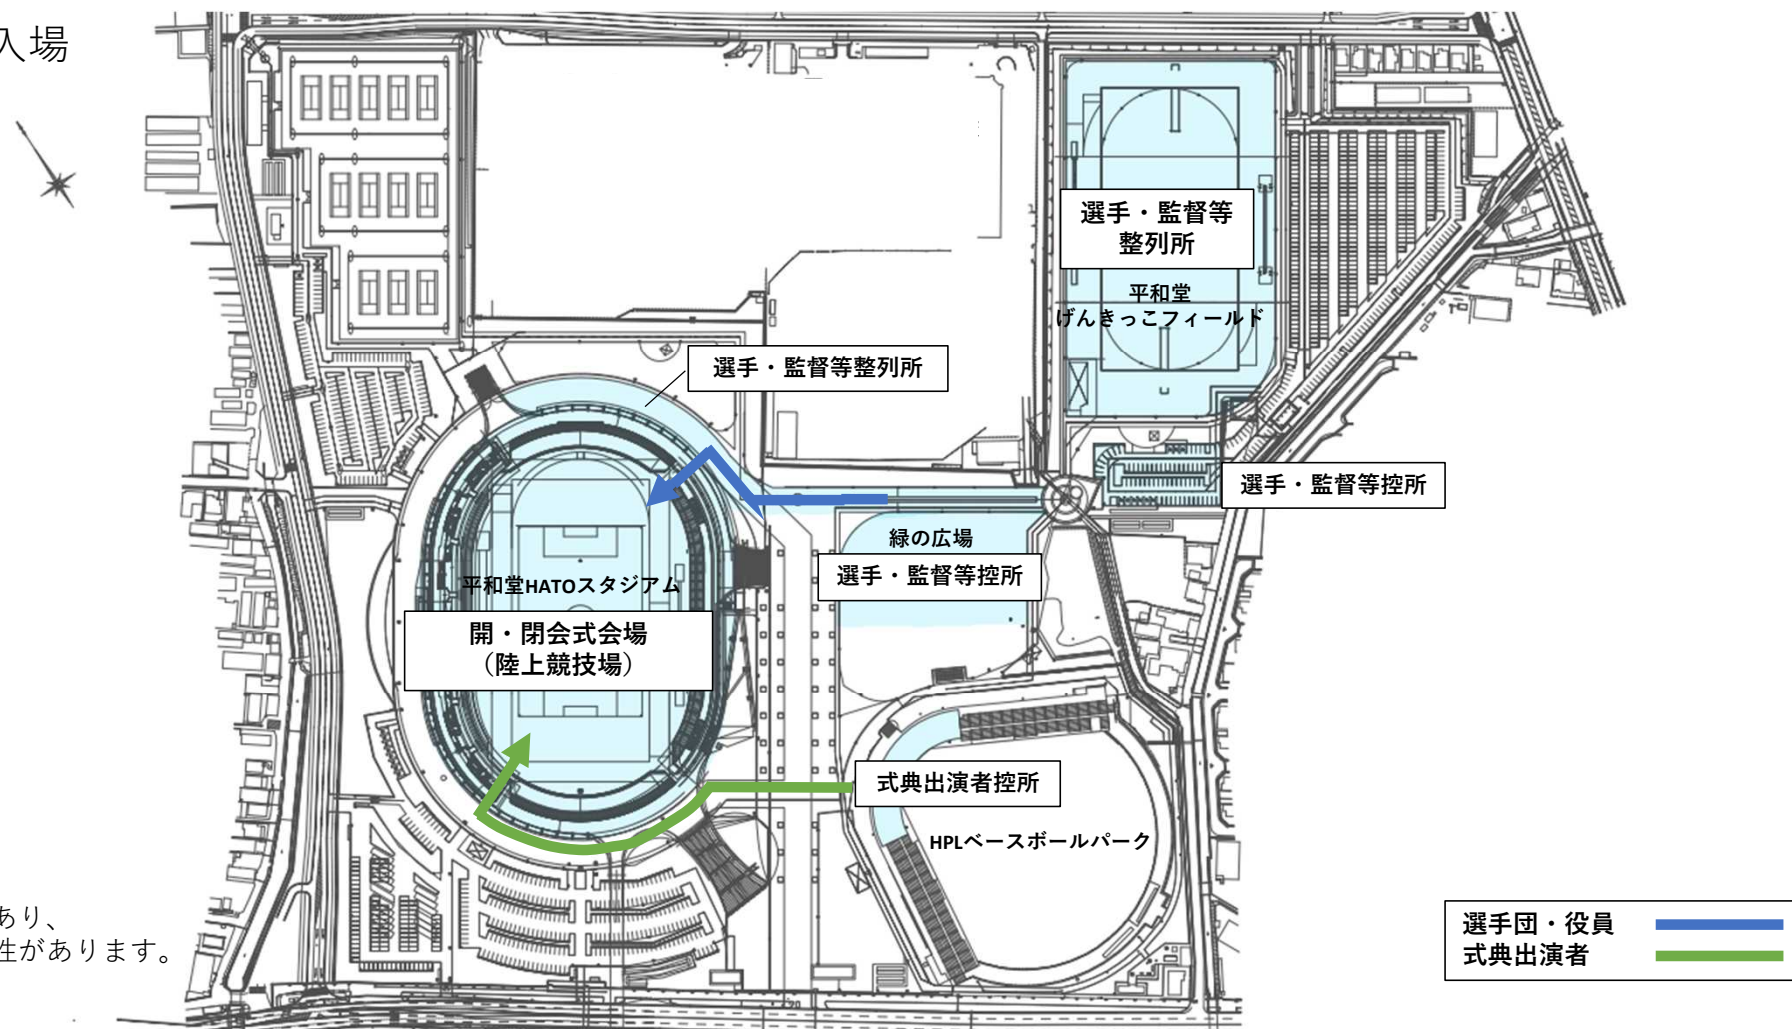 入場
選手・監督等
整列所
平和堂
げんきっこフィールド
選手・監督等整列所
選手・監督等控所
緑の広場
選手・監督等控所
平和堂HATOスタジアム
開・閉会式会場
（陸上競技場）
式典出演者控所
HPLベースボールパーク
あり、
性があります。
選手団・役員
式典出演者